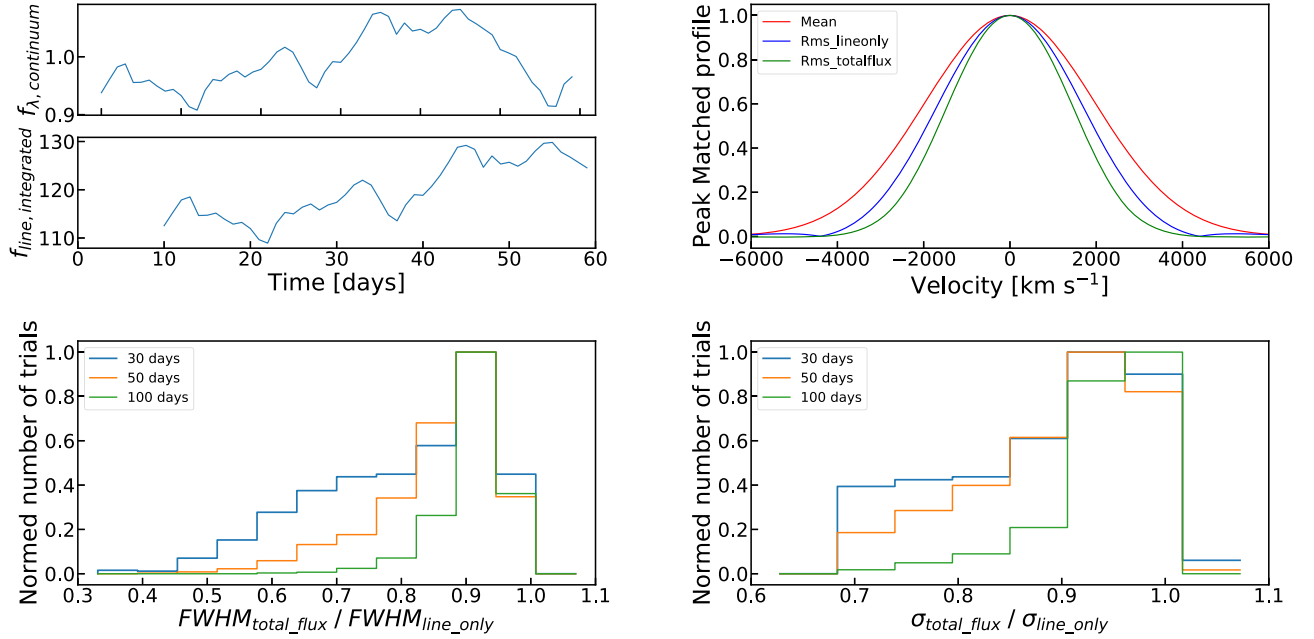 f_λ, continuum
1.0
0.9
f_line, integrated
130
120
110
0 10 20 30 40 50 60
Time [days]
Peak Matched profile
1.0
0.8
0.6
0.4
0.2
0.0
Mean
Rms_lineonly
Rms_totalflux
−6000 −4000 −2000 0 2000 4000 6000
Velocity [km s⁻¹]
Normed number of trials
1.0
0.8
0.6
0.4
0.2
0.0
30 days
50 days
100 days
0.3 0.4 0.5 0.6 0.7 0.8 0.9 1.0 1.1
FWHM_total_flux / FWHM_line_only
Normed number of trials
1.0
0.8
0.6
0.4
0.2
0.0
30 days
50 days
100 days
0.6 0.7 0.8 0.9 1.0 1.1
σ_total_flux / σ_line_only